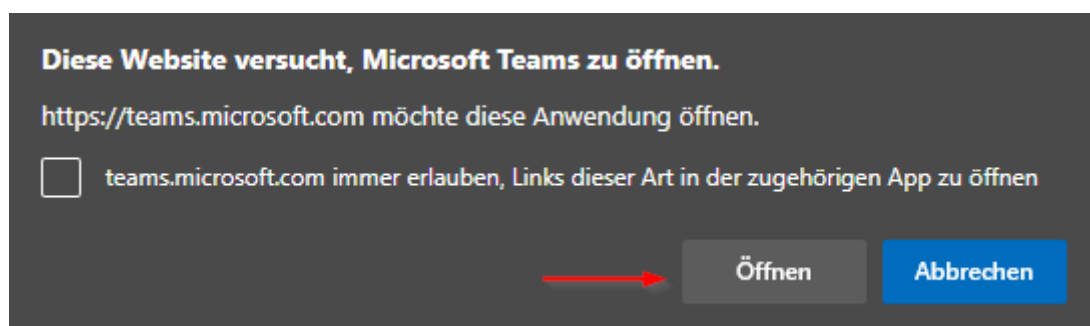 Diese Website versucht, Microsoft Teams zu öffnen.
https://teams.microsoft.com möchte diese Anwendung öffnen.
teams.microsoft.com immer erlauben, Links dieser Art in der zugehörigen App zu öffnen
Öffnen Abbrechen